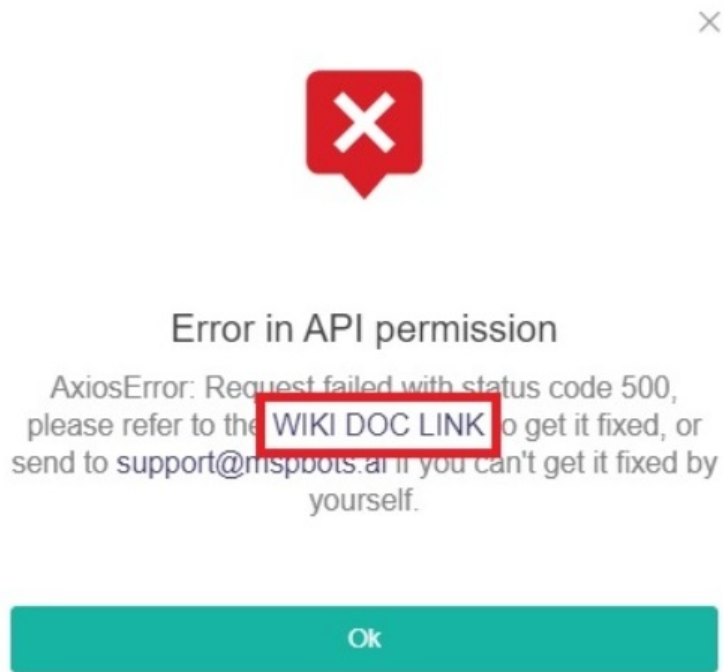 Error in API permission
AxiosError: Request failed with status code 500,
please refer to the WIKI DOC LINK to get it fixed, or
send to support@mspbots.ai if you can't get it fixed by
yourself.
Ok